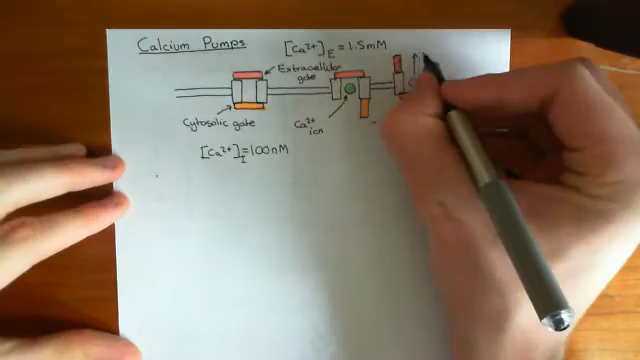 Calcium Pumps
[Ca²⁺]E = 1.5mM
Extracellular
gate
Cytosolic gate
Ca²⁺
ion
[Ca²⁺]I = 100nM